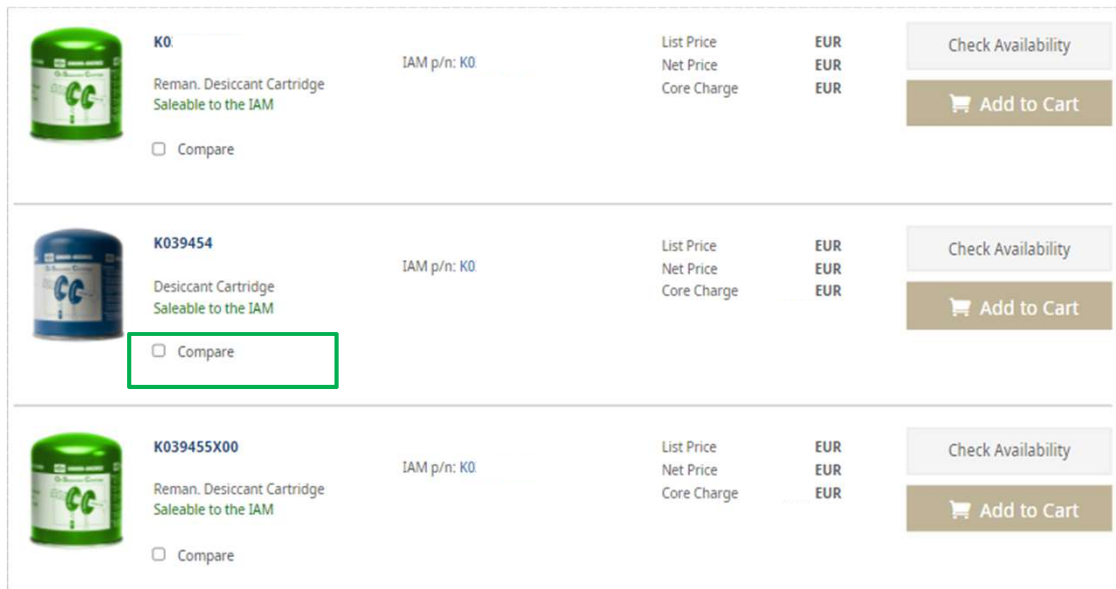 K0
IAM p/n: K0
Reman. Desiccant Cartridge
Saleable to the IAM
Compare
List Price EUR
Net Price EUR
Core Charge EUR
Check Availability
Add to Cart
K039454
IAM p/n: K0
Desiccant Cartridge
Saleable to the IAM
Compare
List Price EUR
Net Price EUR
Core Charge EUR
Check Availability
Add to Cart
K039455X00
IAM p/n: K0
Reman. Desiccant Cartridge
Saleable to the IAM
Compare
List Price EUR
Net Price EUR
Core Charge EUR
Check Availability
Add to Cart